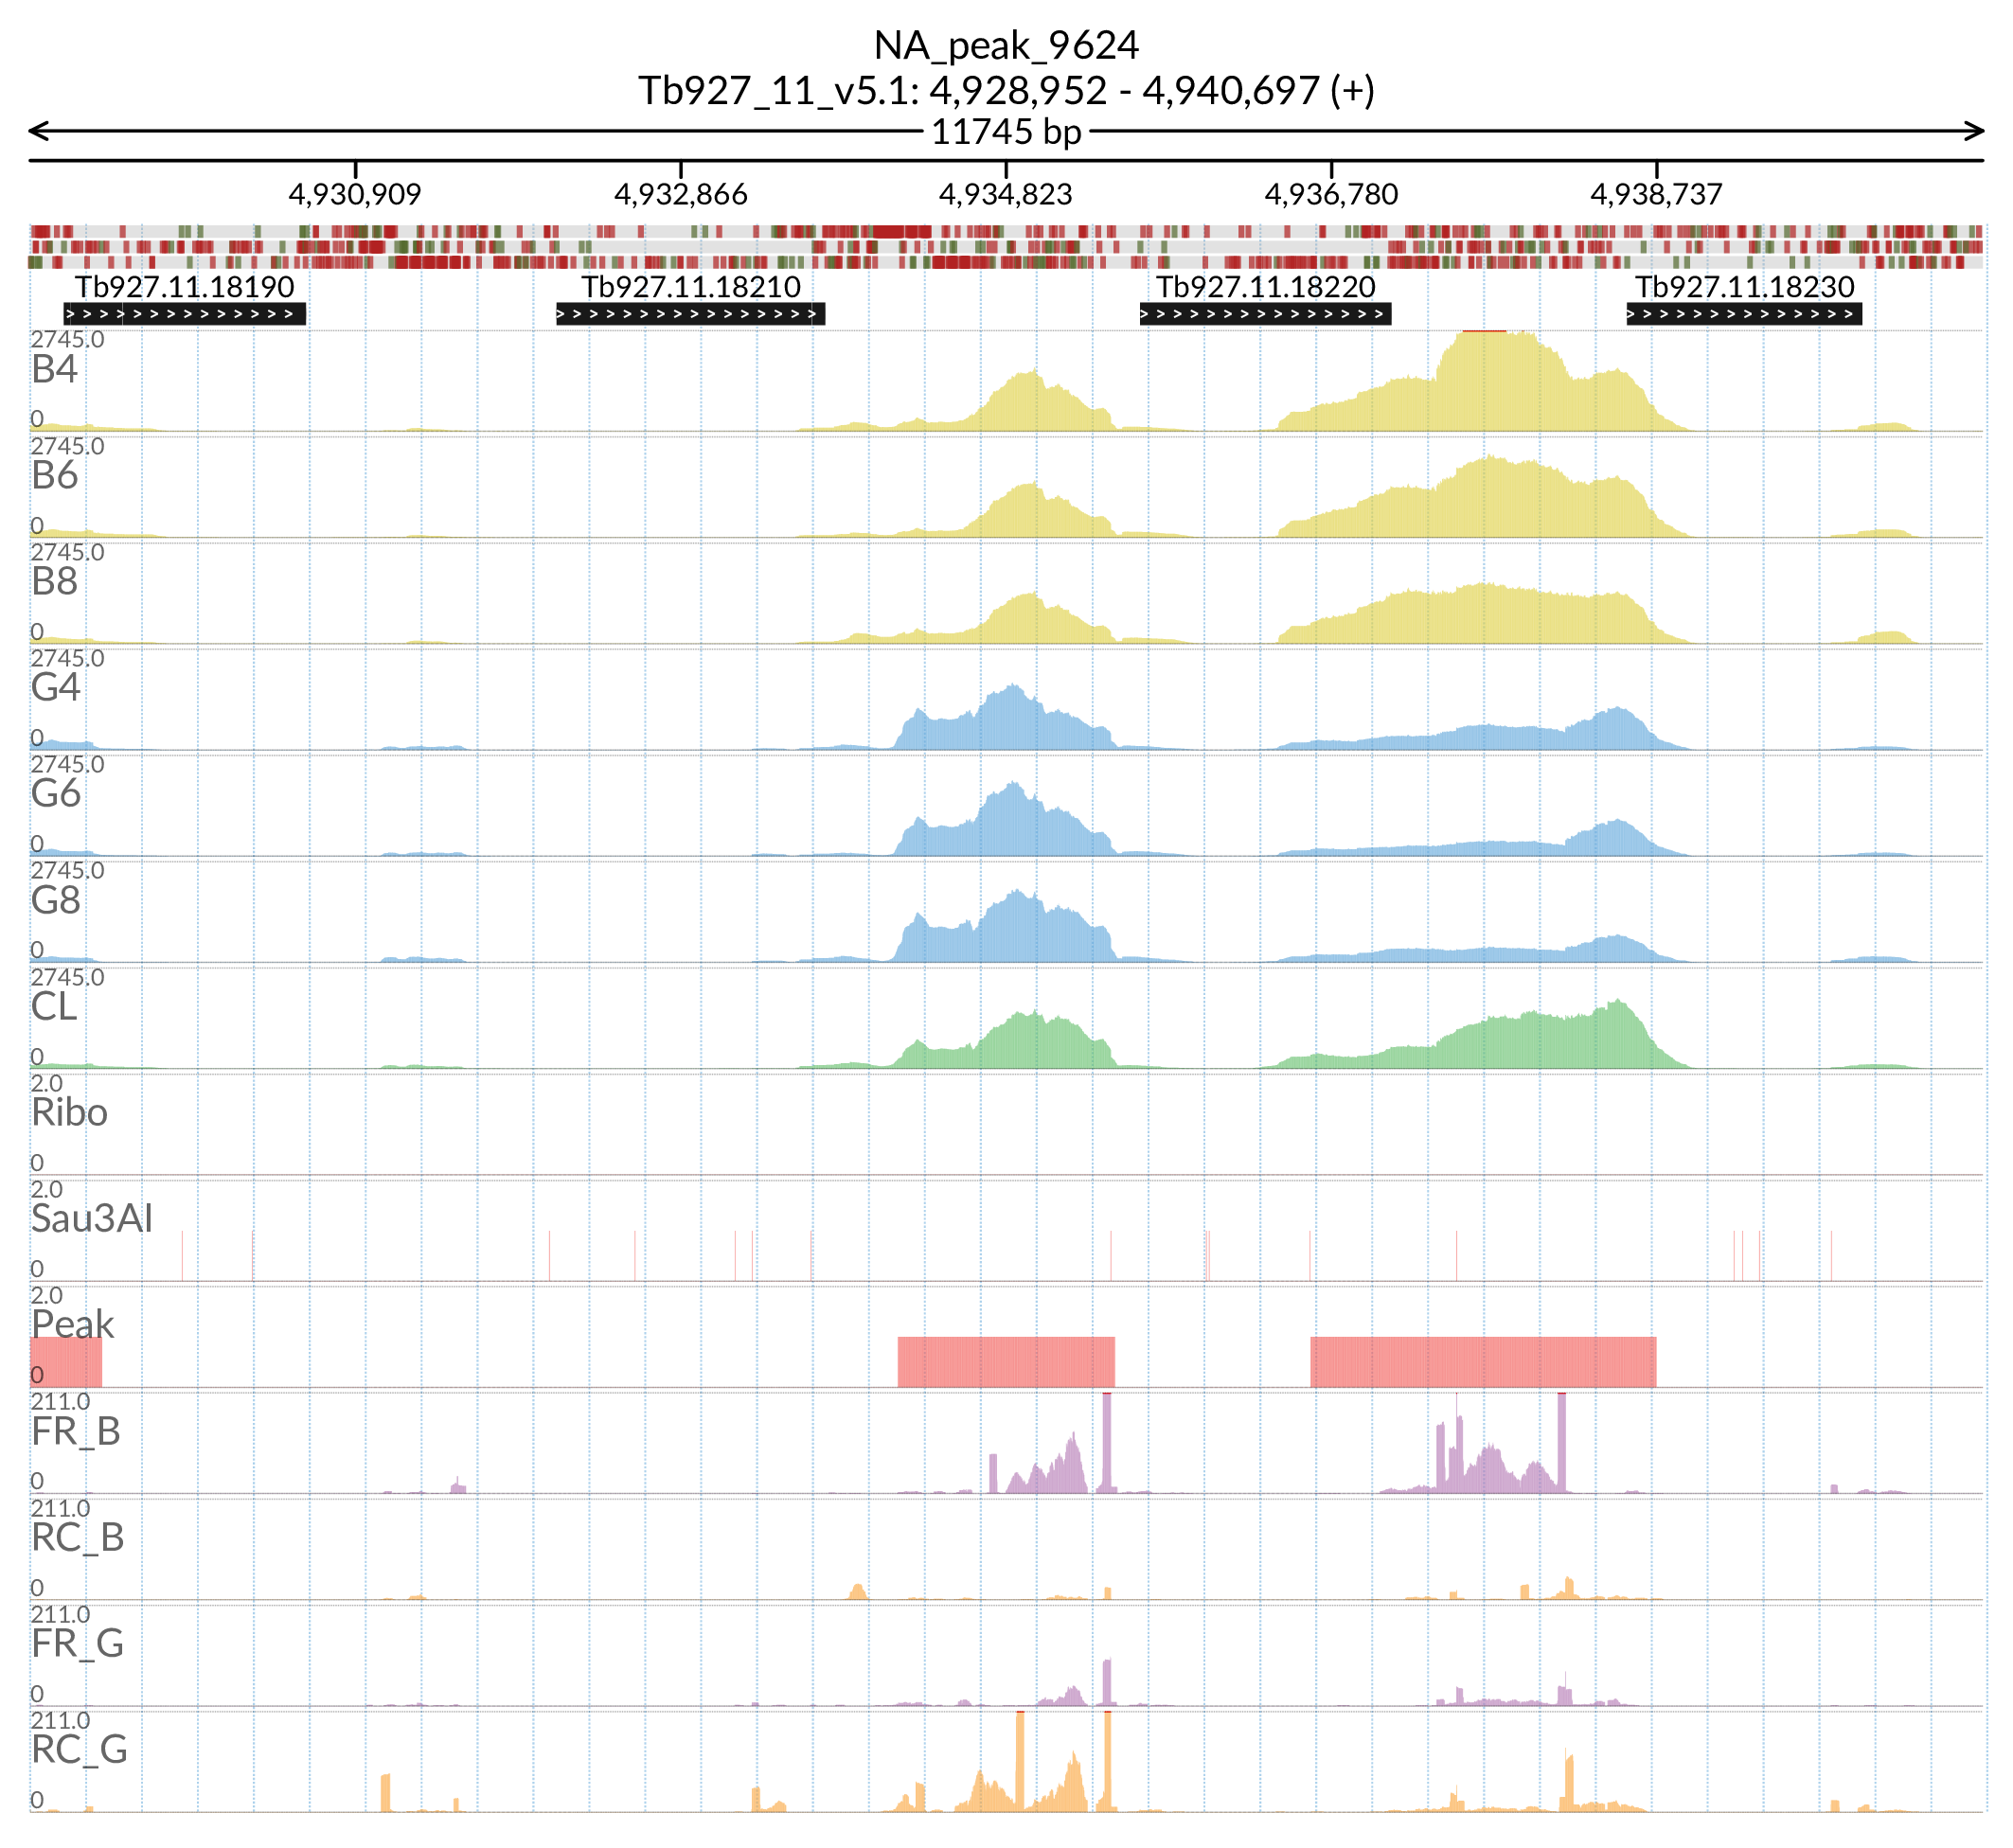 NA_peak_9624
Tb927_11_v5.1: 4,928,952 - 4,940,697 (+)
11745 bp
4,930,909 4,932,866 4,934,823 4,936,780 4,938,737
Tb927.11.18190 Tb927.11.18210 Tb927.11.18220 Tb927.11.18230
2745.0
B4
0
2745.0
B6
0
2745.0
B8
0
2745.0
G4
0
2745.0
G6
0
2745.0
G8
0
2745.0
CL
0
2.0
Ribo
0
2.0
Sau3AI
0
2.0
Peak
0
211.0
FR_B
0
211.0
RC_B
0
211.0
FR_G
0
211.0
RC_G
0